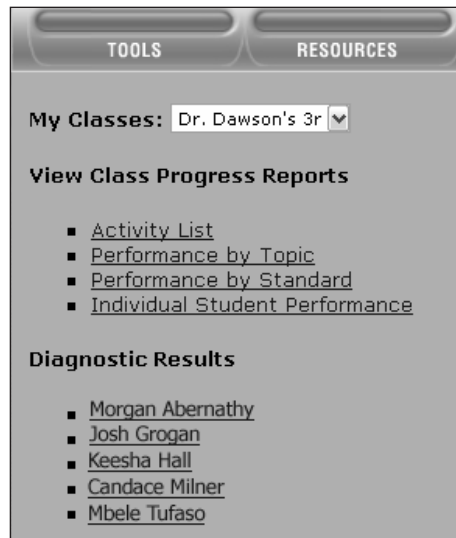 TOOLS RESOURCES
My Classes: Dr. Dawson's 3r
View Class Progress Reports
Activity List
Performance by Topic
Performance by Standard
Individual Student Performance
Diagnostic Results
Morgan Abernathy
Josh Grogan
Keesha Hall
Candace Milner
Mbele Tufaso